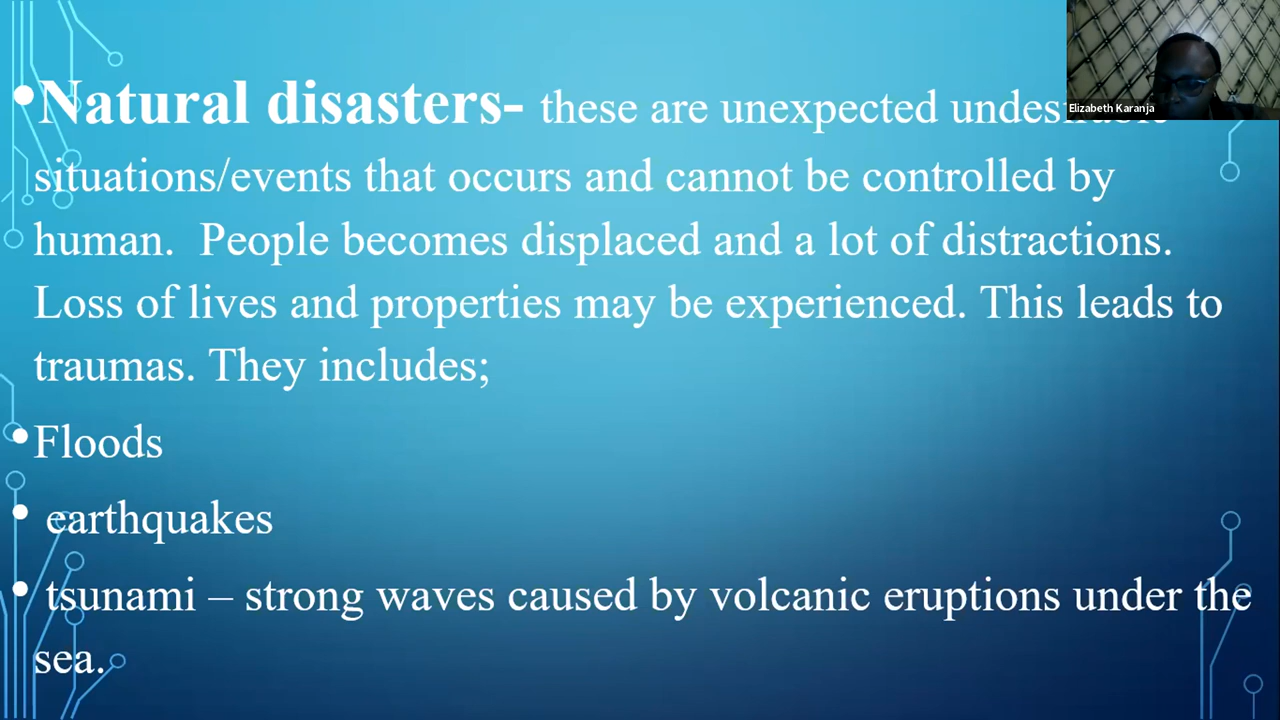 •Natural disasters- these are unexpected
situations/events that occurs and cannot be controlled by
human.  People becomes displaced and a lot of distractions.
Loss of lives and properties may be experienced. This leads to
traumas. They includes;
•Floods
• earthquakes
• tsunami – strong waves caused by volcanic eruptions under the
sea.
Elizabeth Karanja